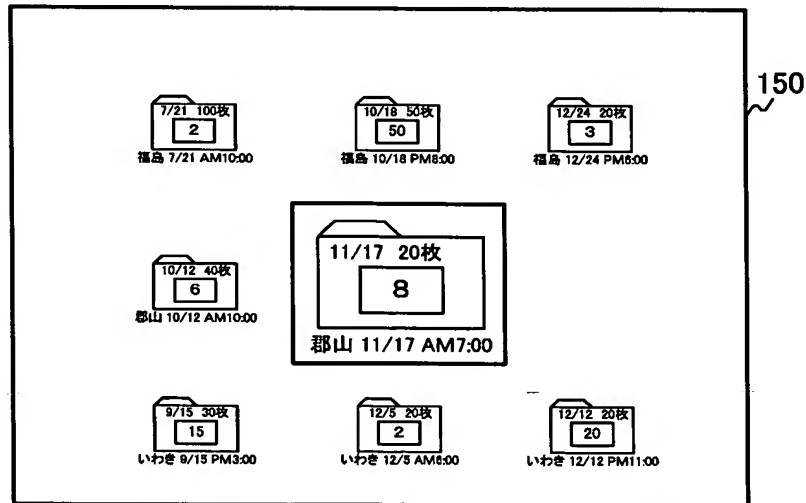 150
7/21 100枚
2
福島 7/21 AM10:00
10/18 50枚
50
福島 10/18 PM8:00
12/24 20枚
3
福島 12/24 PM6:00
10/12 40枚
6
郡山 10/12 AM10:00
11/17 20枚
8
郡山 11/17 AM7:00
9/15 30枚
15
いわき 9/15 PM3:00
12/5 20枚
2
いわき 12/5 AM6:00
12/12 20枚
20
いわき 12/12 PM11:00